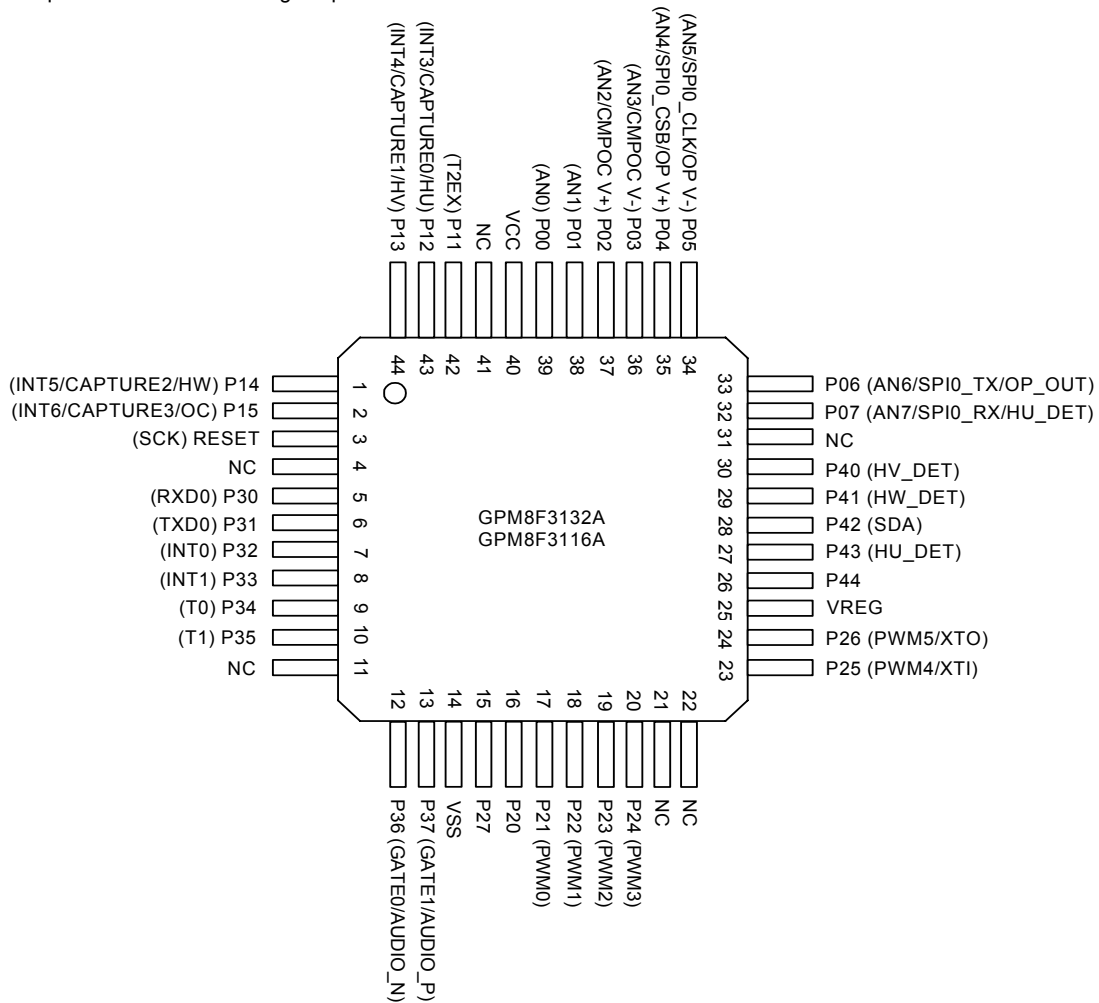 (INT4/CAPTURE1/HV) P13
(INT3/CAPTURE0/HU) P12
(T2EX) P11
NC
VCC
(AN0) P00
(AN1) P01
(AN2/CMPOC V+) P02
(AN3/CMPOC V-) P03
(AN4/SPI0_CSB/OP V+) P04
(AN5/SPI0_CLK/OP V-) P05
44
43
42
41
40
39
38
37
36
35
34
(INT5/CAPTURE2/HW) P14
(INT6/CAPTURE3/OC) P15
(SCK) RESET
NC
(RXD0) P30
(TXD0) P31
(INT0) P32
(INT1) P33
(T0) P34
(T1) P35
NC
1
2
3
4
5
6
7
8
9
10
11
GPM8F3132A
GPM8F3116A
33
32
31
30
29
28
27
26
25
24
23
P06 (AN6/SPI0_TX/OP_OUT)
P07 (AN7/SPI0_RX/HU_DET)
NC
P40 (HV_DET)
P41 (HW_DET)
P42 (SDA)
P43 (HU_DET)
P44
VREG
P26 (PWM5/XTO)
P25 (PWM4/XTI)
12
13
14
15
16
17
18
19
20
21
22
P36 (GATE0/AUDIO_N)
P37 (GATE1/AUDIO_P)
VSS
P27
P20
P21 (PWM0)
P22 (PWM1)
P23 (PWM2)
P24 (PWM3)
NC
NC